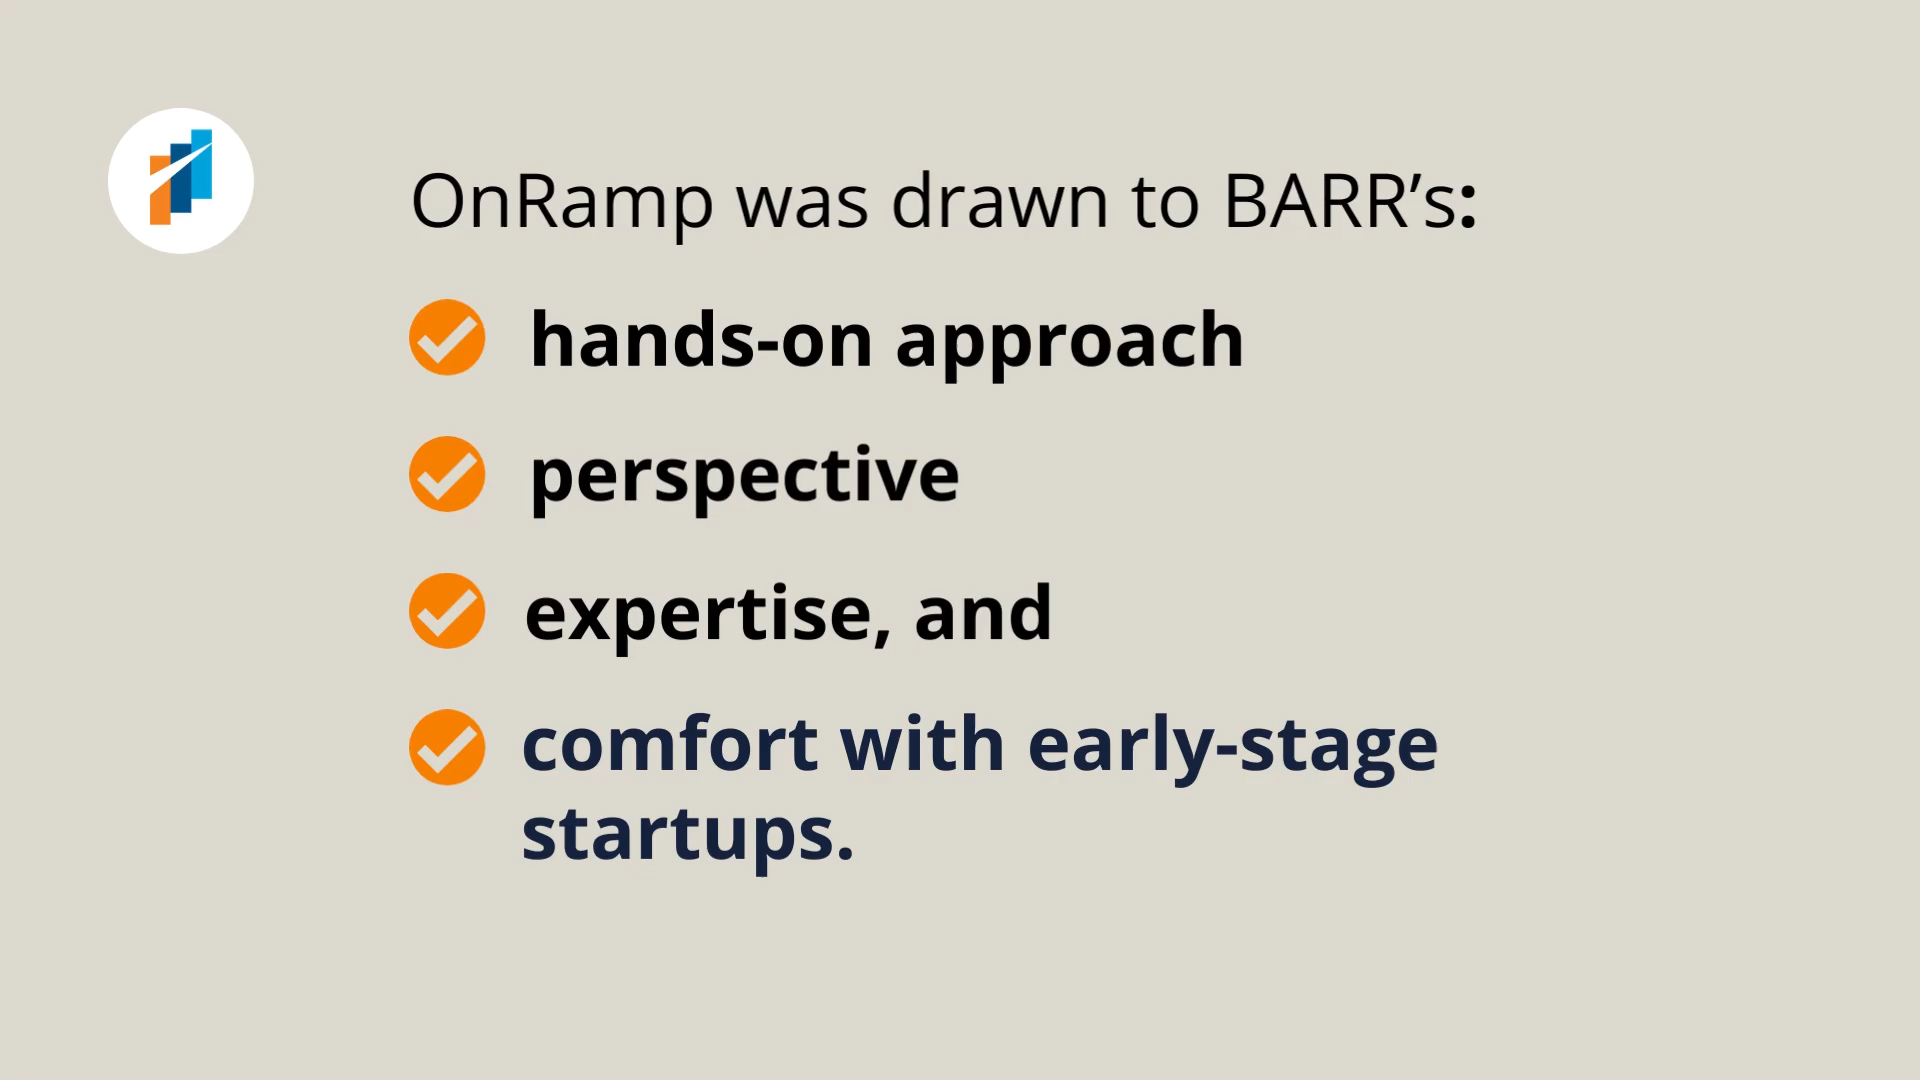 OnRamp was drawn to BARR’s:
hands-on approach
perspective
expertise, and
comfort with early-stage
startups.